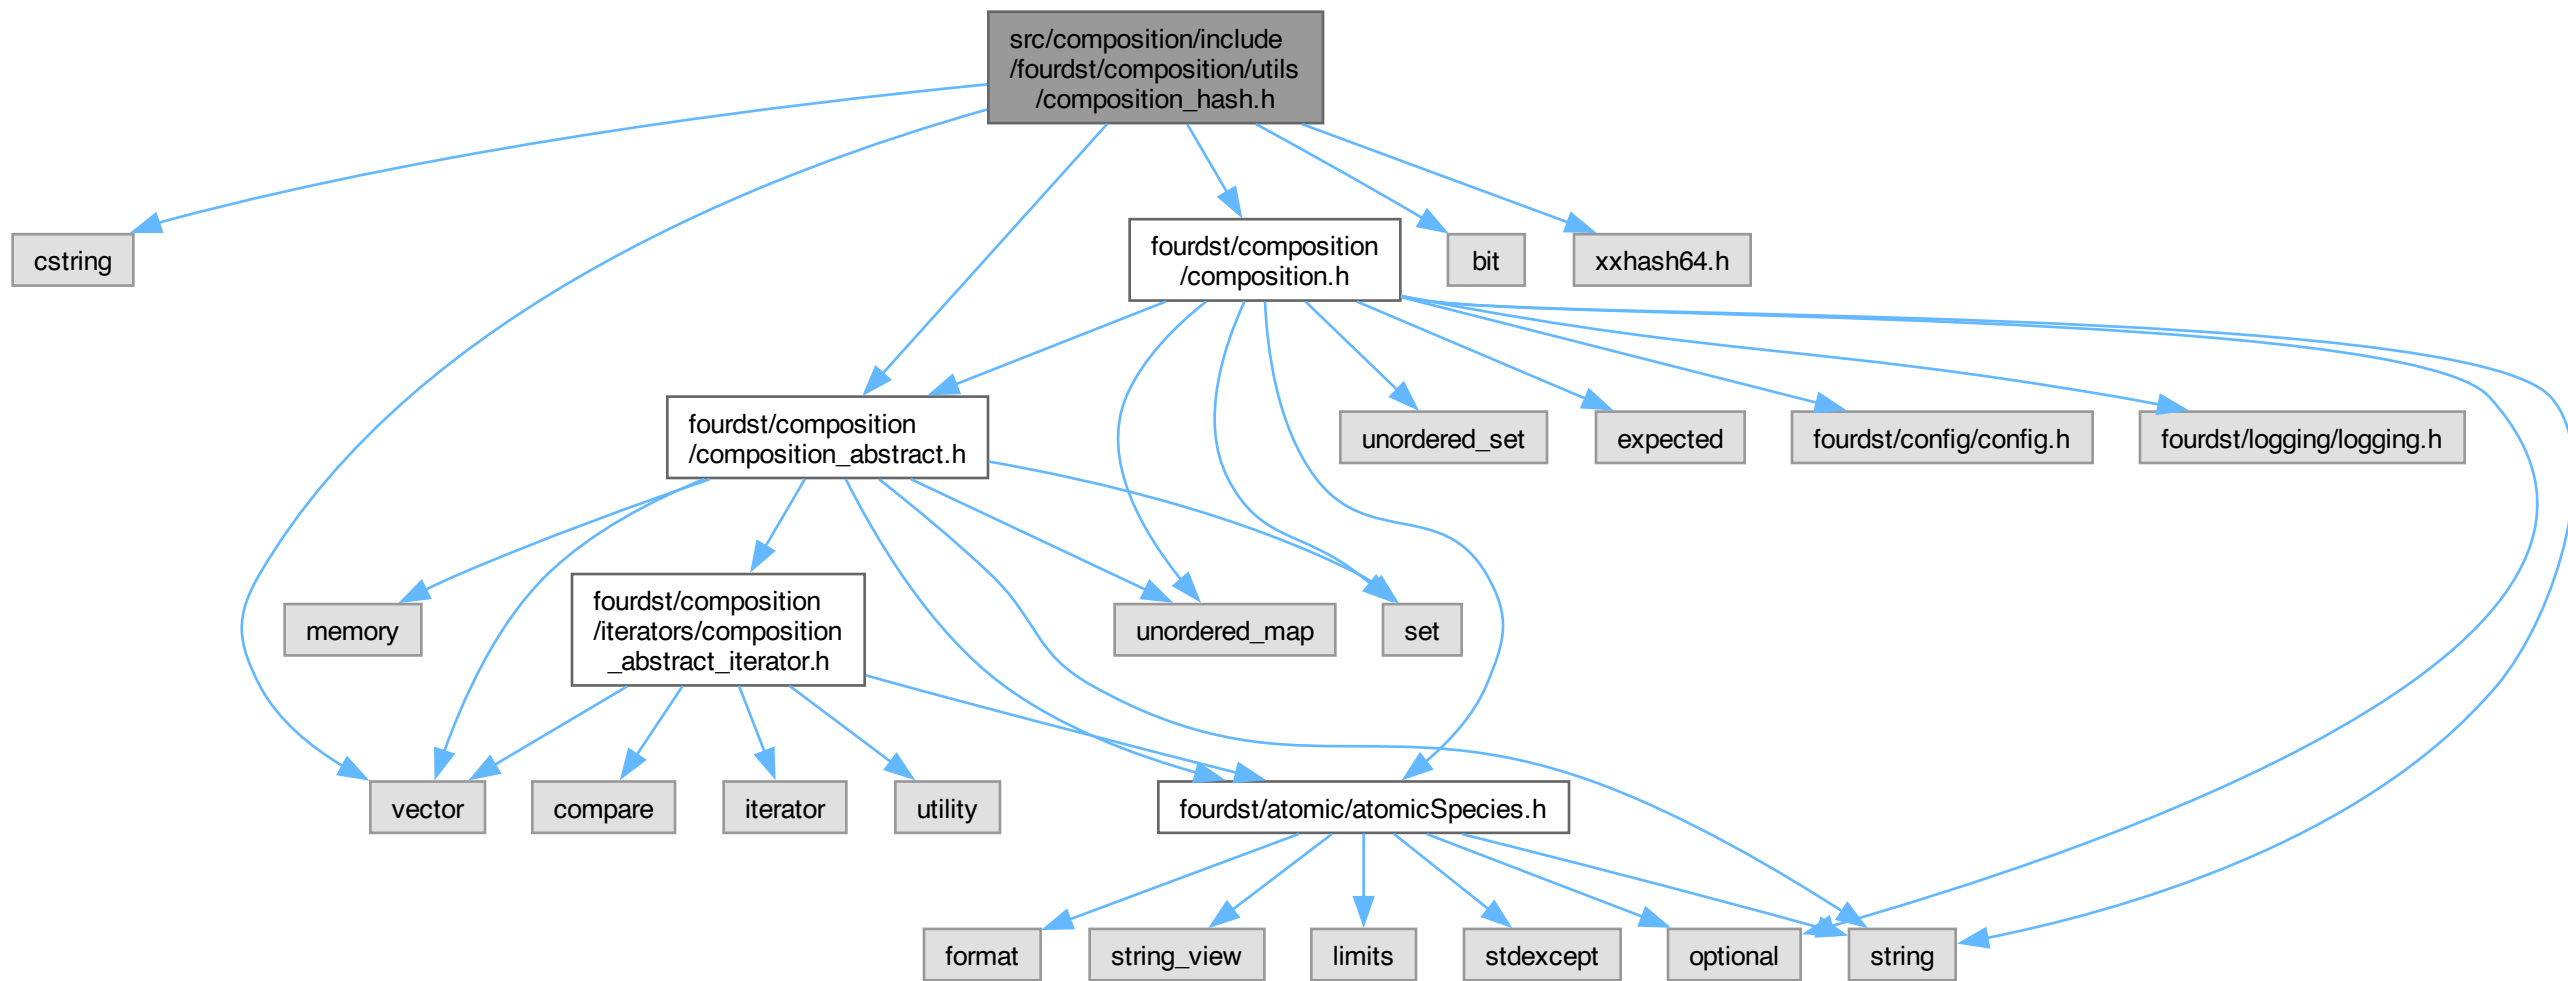 src/composition/include
/fourdst/composition/utils
/composition_hash.h
cstring
fourdst/composition
/composition.h
bit
xxhash64.h
fourdst/composition
/composition_abstract.h
unordered_set
expected
fourdst/config/config.h
fourdst/logging/logging.h
memory
fourdst/composition
/iterators/composition
_abstract_iterator.h
unordered_map
set
vector
compare
iterator
utility
fourdst/atomic/atomicSpecies.h
format
string_view
limits
stdexcept
optional
string